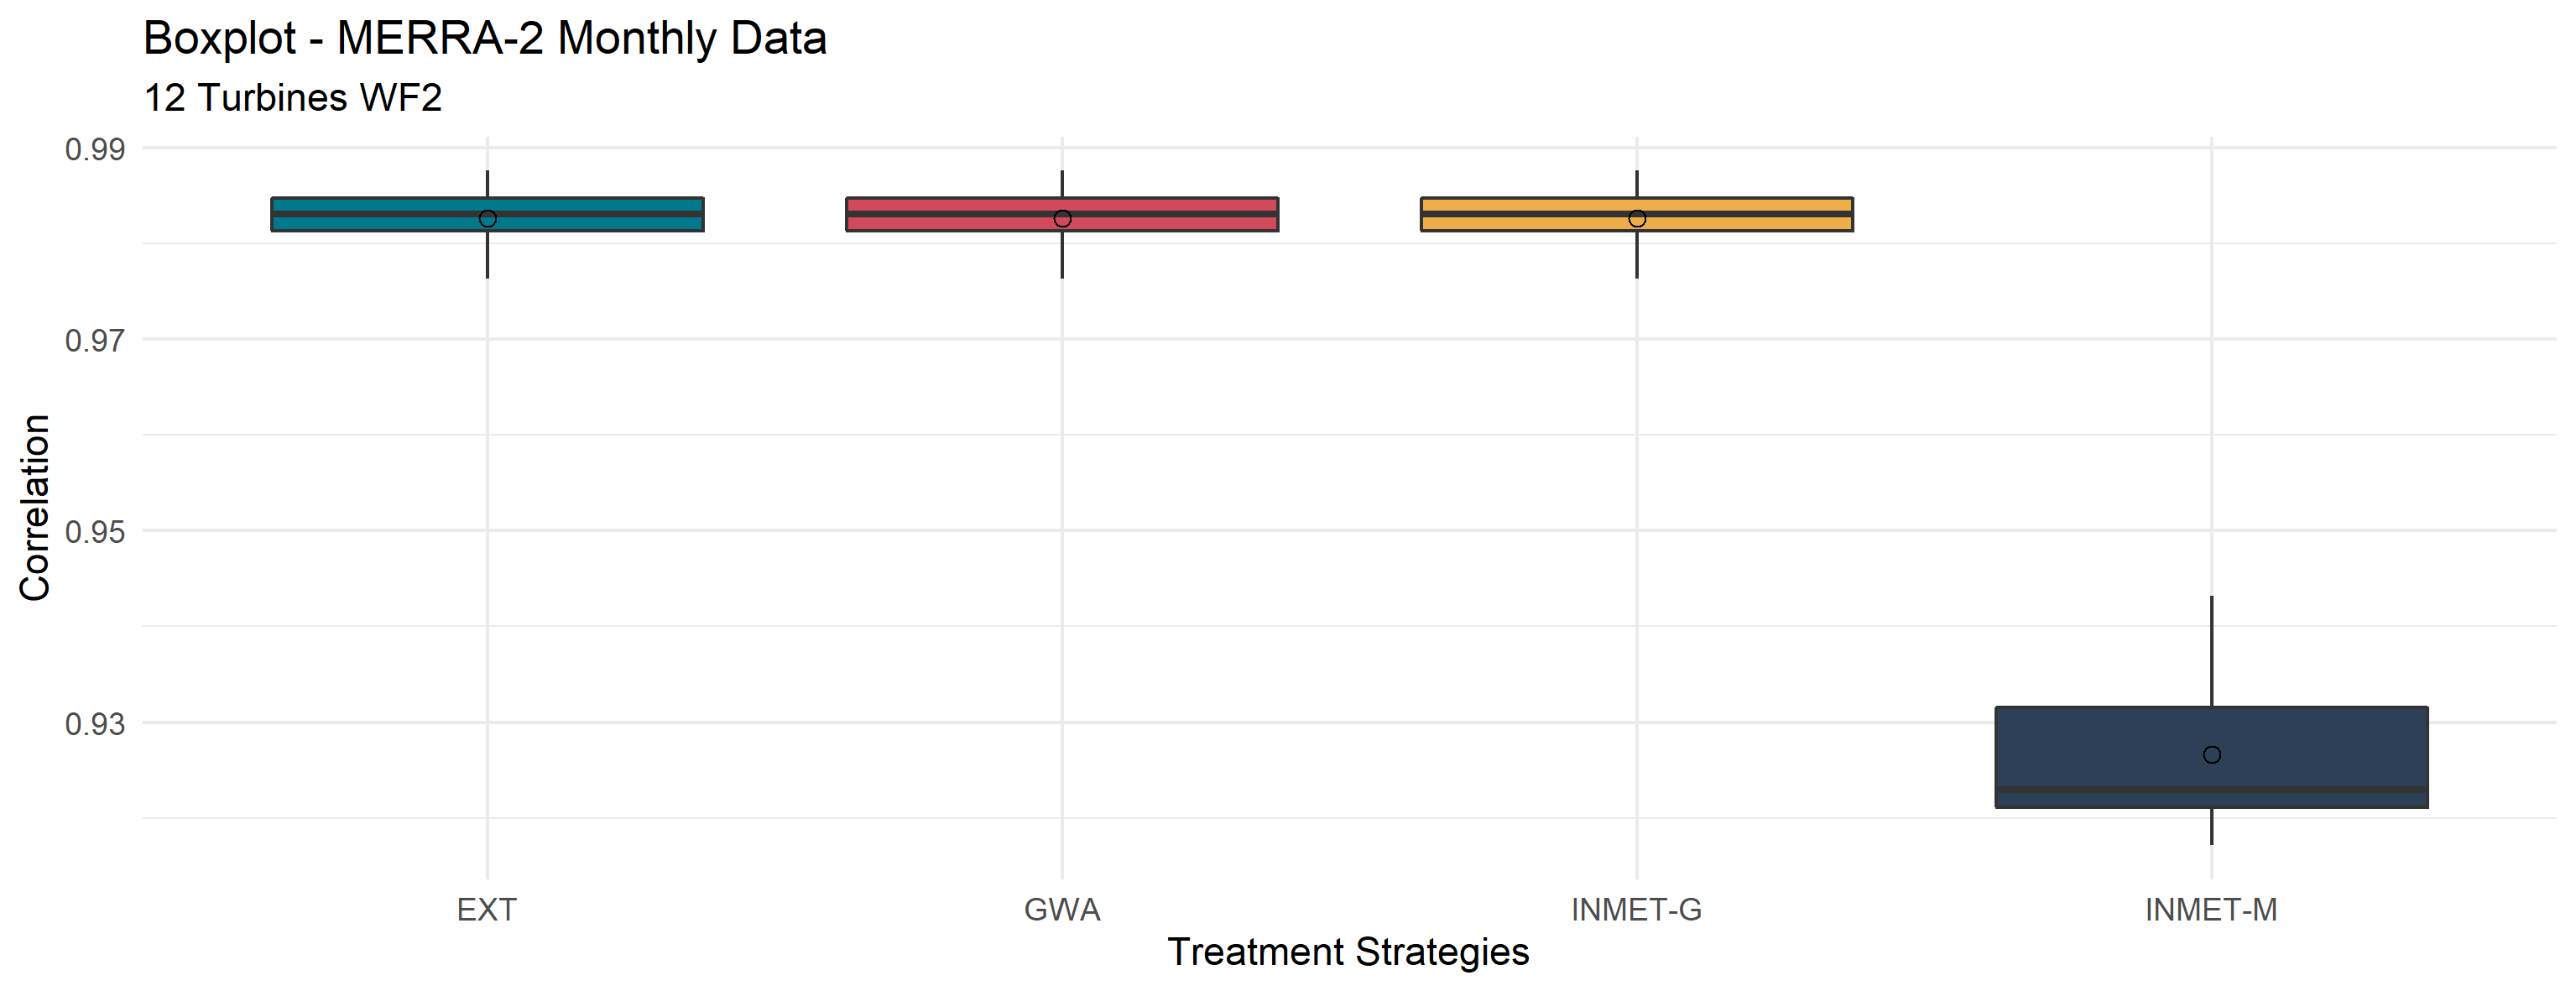 Boxplot - MERRA-2 Monthly Data
12 Turbines WF2
0.99
0.97
0.95
0.93
Correlation
EXT
GWA
INMET-G
INMET-M
Treatment Strategies